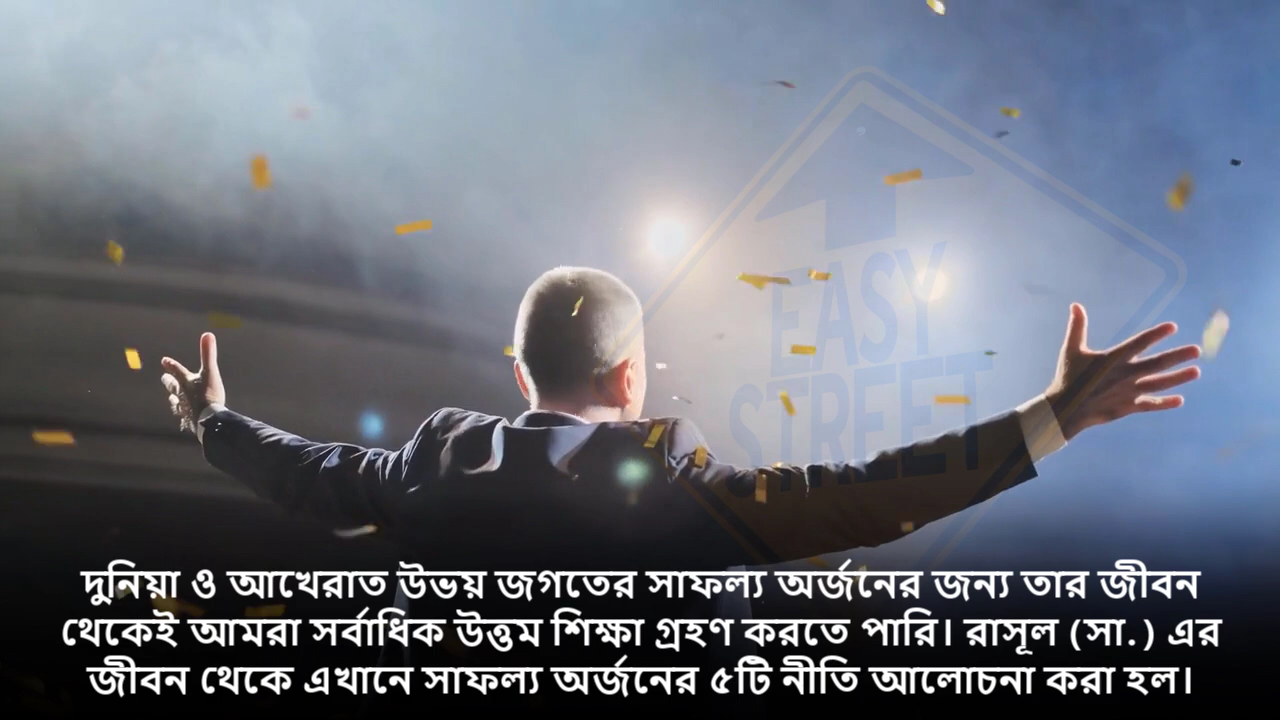 EASY
STREET
দুনিয়া ও আখেরাত উভয় জগতের সাফল্য অর্জনের জন্য তার জীবন
থেকেই আমরা সর্বাধিক উত্তম শিক্ষা গ্রহণ করতে পারি। রাসূল (সা.) এর
জীবন থেকে এখানে সাফল্য অর্জনের ৫টি নীতি আলোচনা করা হল।